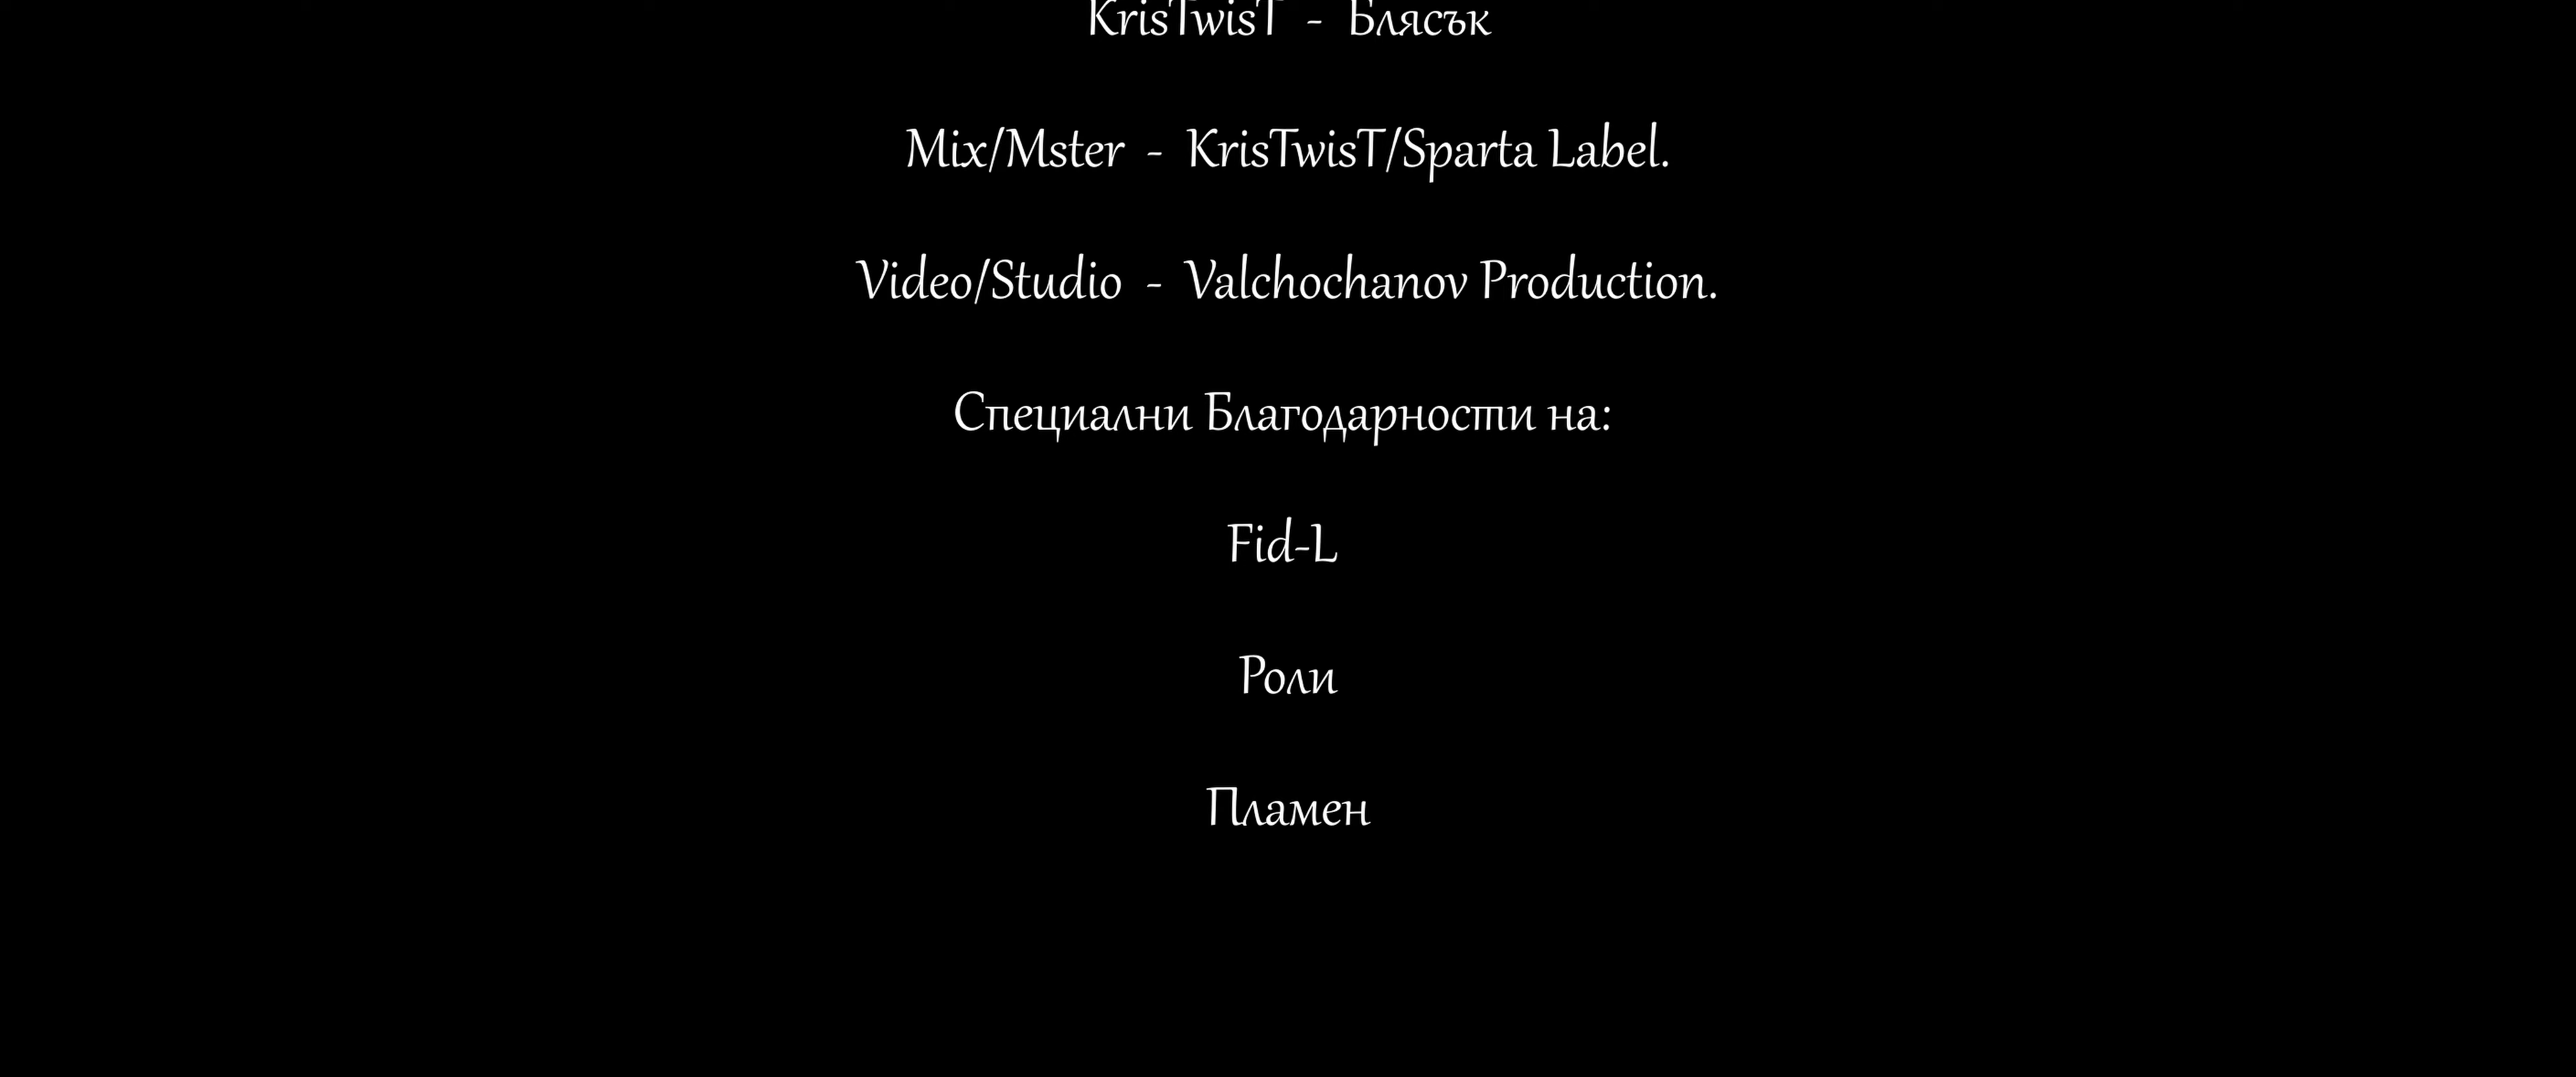 KrisTwisT - Блясък
Mix/Mster - KrisTwisT/Sparta Label.
Video/Studio - Valchochanov Production.
Специални Благодарности на:
Fid-L
Роли
Пламен